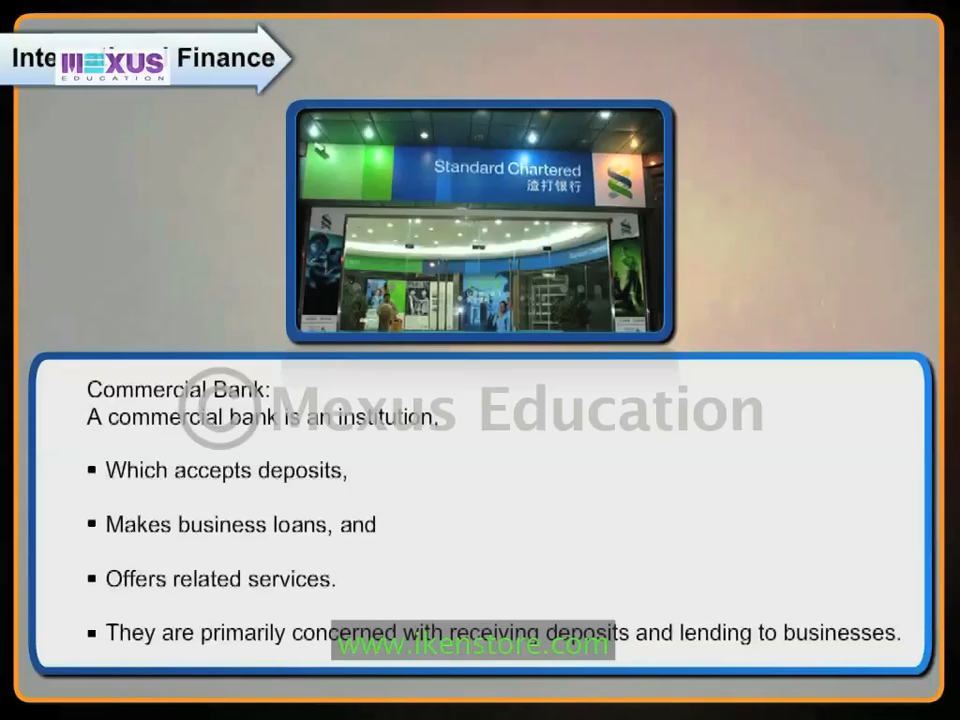 Inte Finance
MEXUS
EDUCATION
Standard Chartered
渣打银行
Commercial Bank:
A commercial bank is an institution,
© Mexus Education
▪ Which accepts deposits,
▪ Makes business loans, and
▪ Offers related services.
▪ They are primarily concerned with receiving deposits and lending to businesses.
www.ikenstore.com